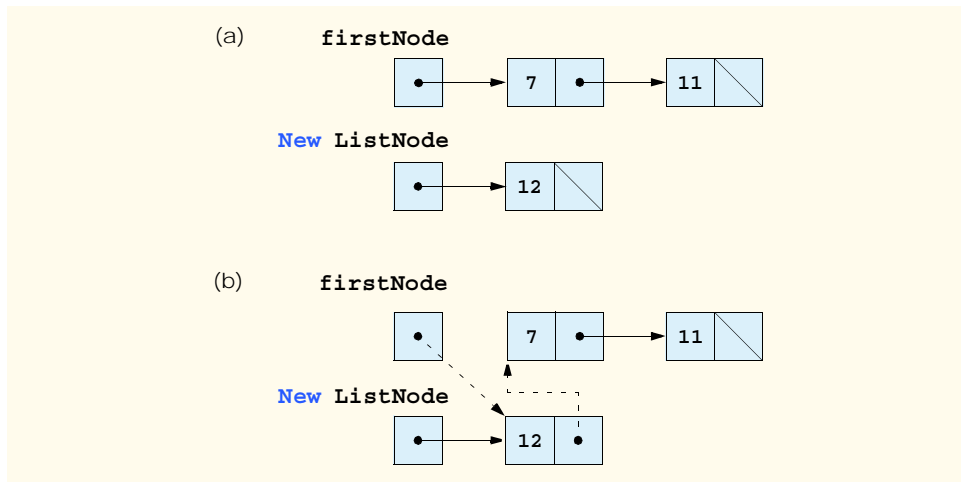 (a) firstNode
7 11
New ListNode
12
(b) firstNode
7 11
New ListNode
12